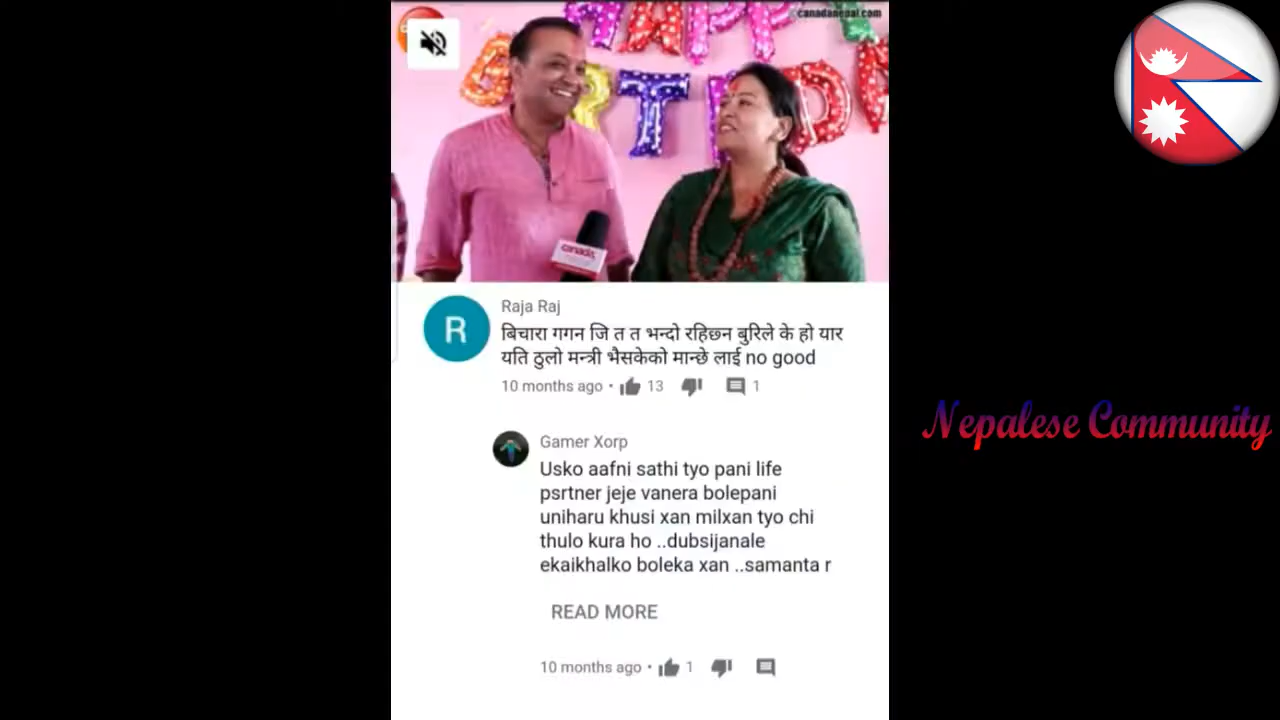 canadanepal.com
HAPP
canada
R
Raja Raj
बिचारा गगन जि त त भन्दो रहिछन बुरिले के हो यार
यति ठुलो मन्त्री भैसकेको मान्छे लाई no good
10 months ago • 13 1
Gamer Xorp
Usko aafni sathi tyo pani life
psrtner jeje vanera bolepani
uniharu khusi xan milxan tyo chi
thulo kura ho ..dubsijanale
ekaikhalko boleka xan ..samanta r
READ MORE
10 months ago • 1
Nepalese Community